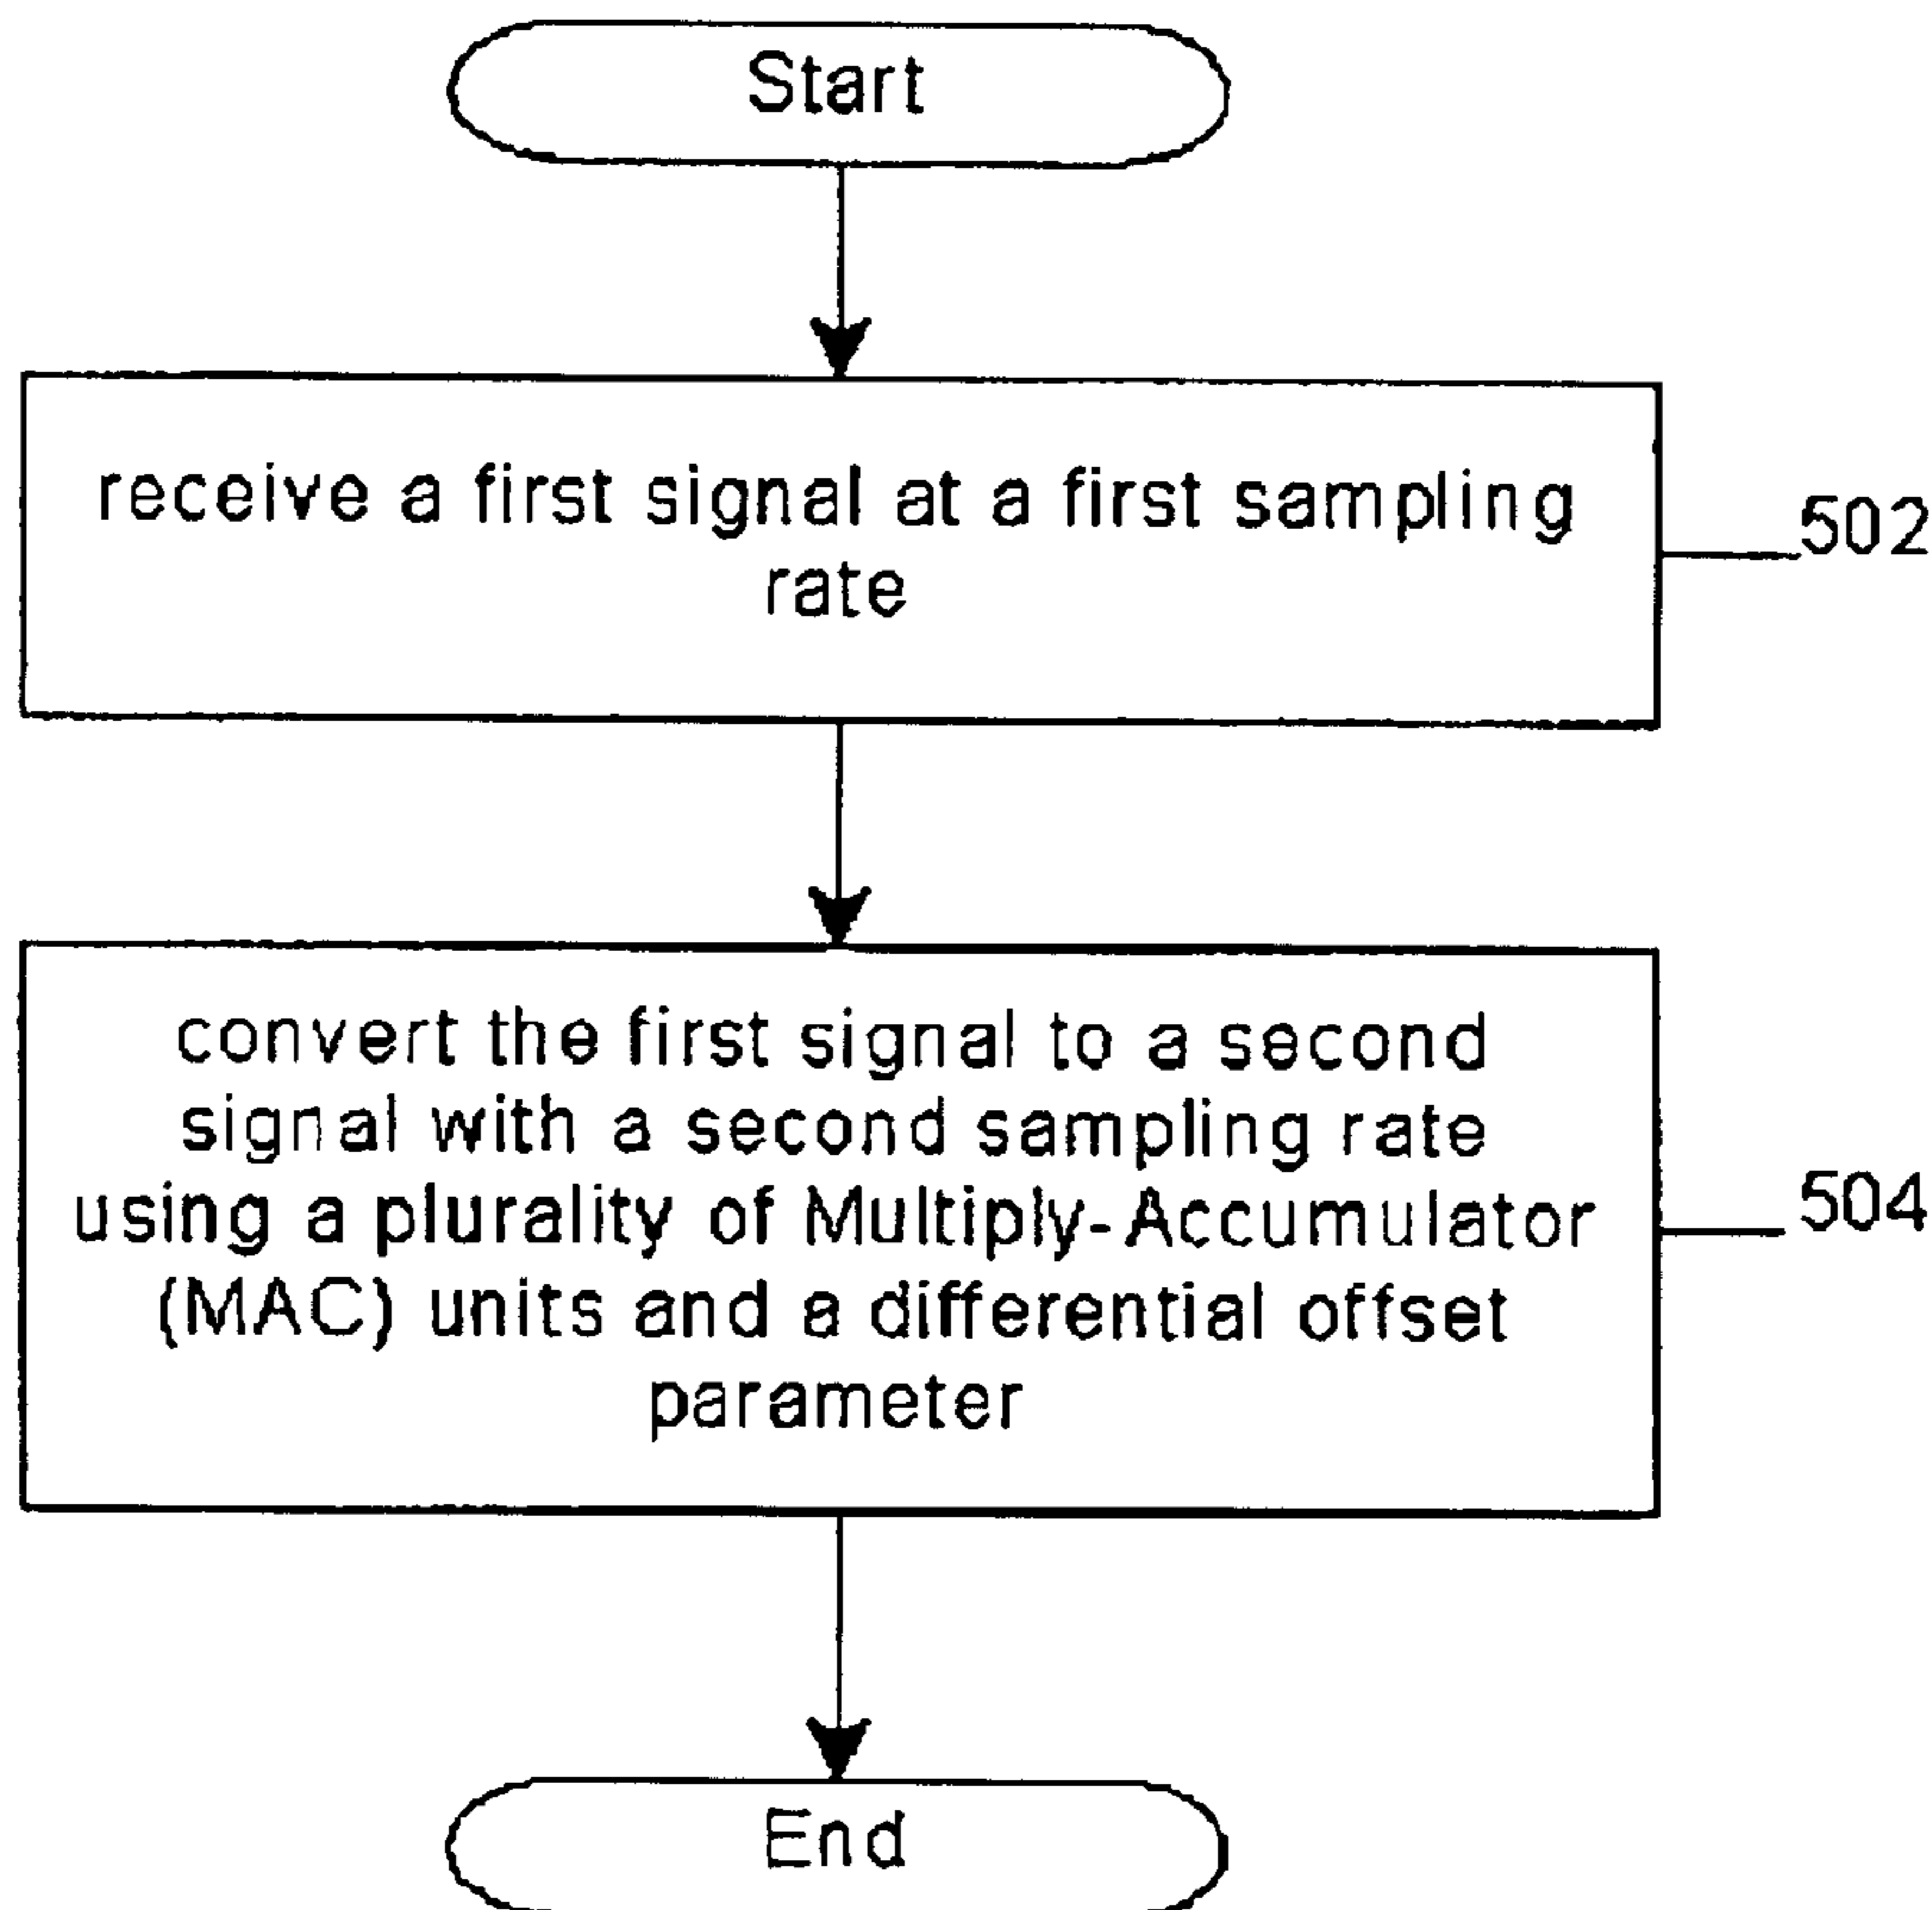 Start
receive a first signal at a first sampling
rate
502
convert the first signal to a second
signal with a second sampling rate
using a plurality of Multiply-Accumulator
(MAC) units and a differential offset
parameter
504
End